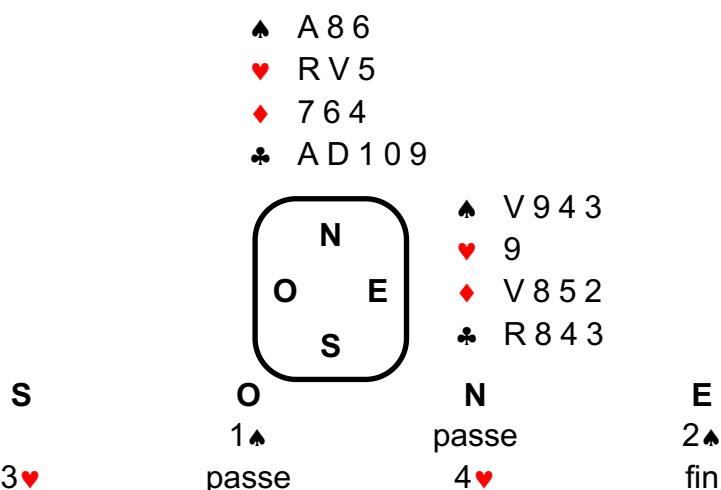 ♠ A 8 6
♥ R V 5
♦ 7 6 4
♣ A D 10 9
N
♠ V 9 4 3
♥ 9
O E
♦ V 8 5 2
S
♣ R 8 4 3
S O N E
1♠ passe 2♠
3♥ passe 4♥ fin